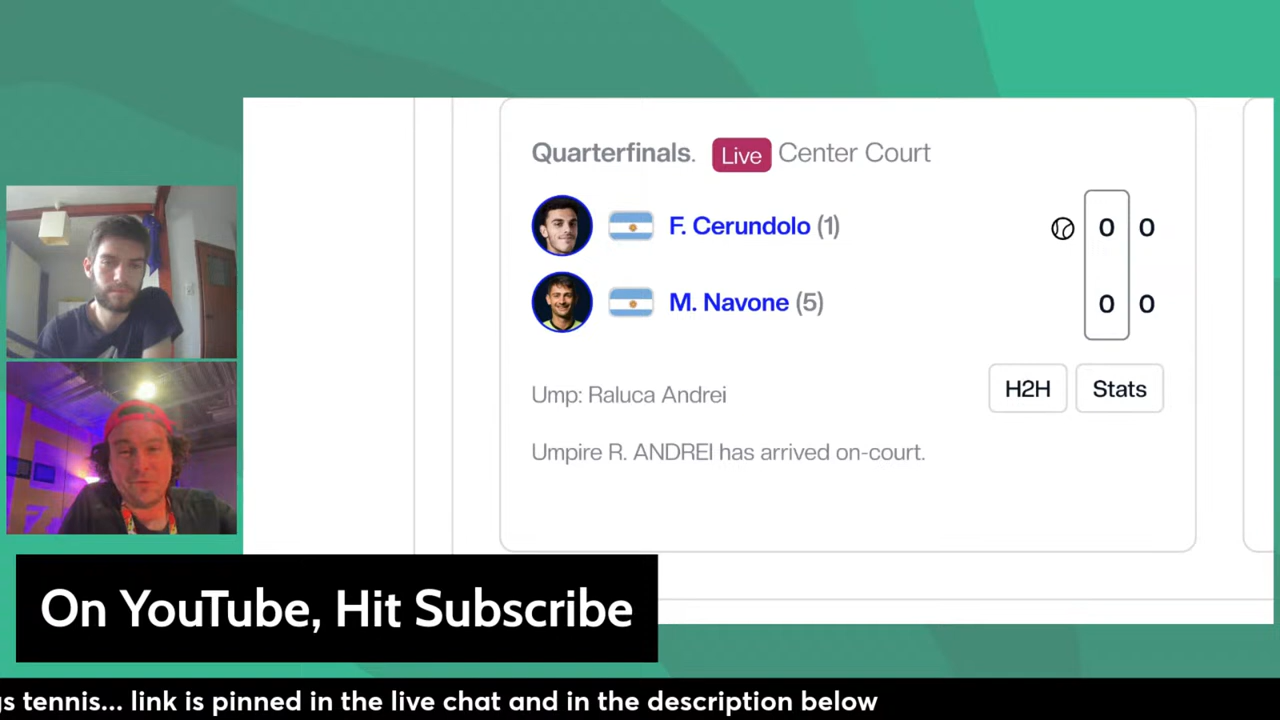 Quarterfinals. Live Center Court
F. Cerundolo (1) 0 0
M. Navone (5) 0 0
H2H Stats
Ump: Raluca Andrei
Umpire R. ANDREI has arrived on-court.
On YouTube, Hit Subscribe
tennis... link is pinned in the live chat and in the description below